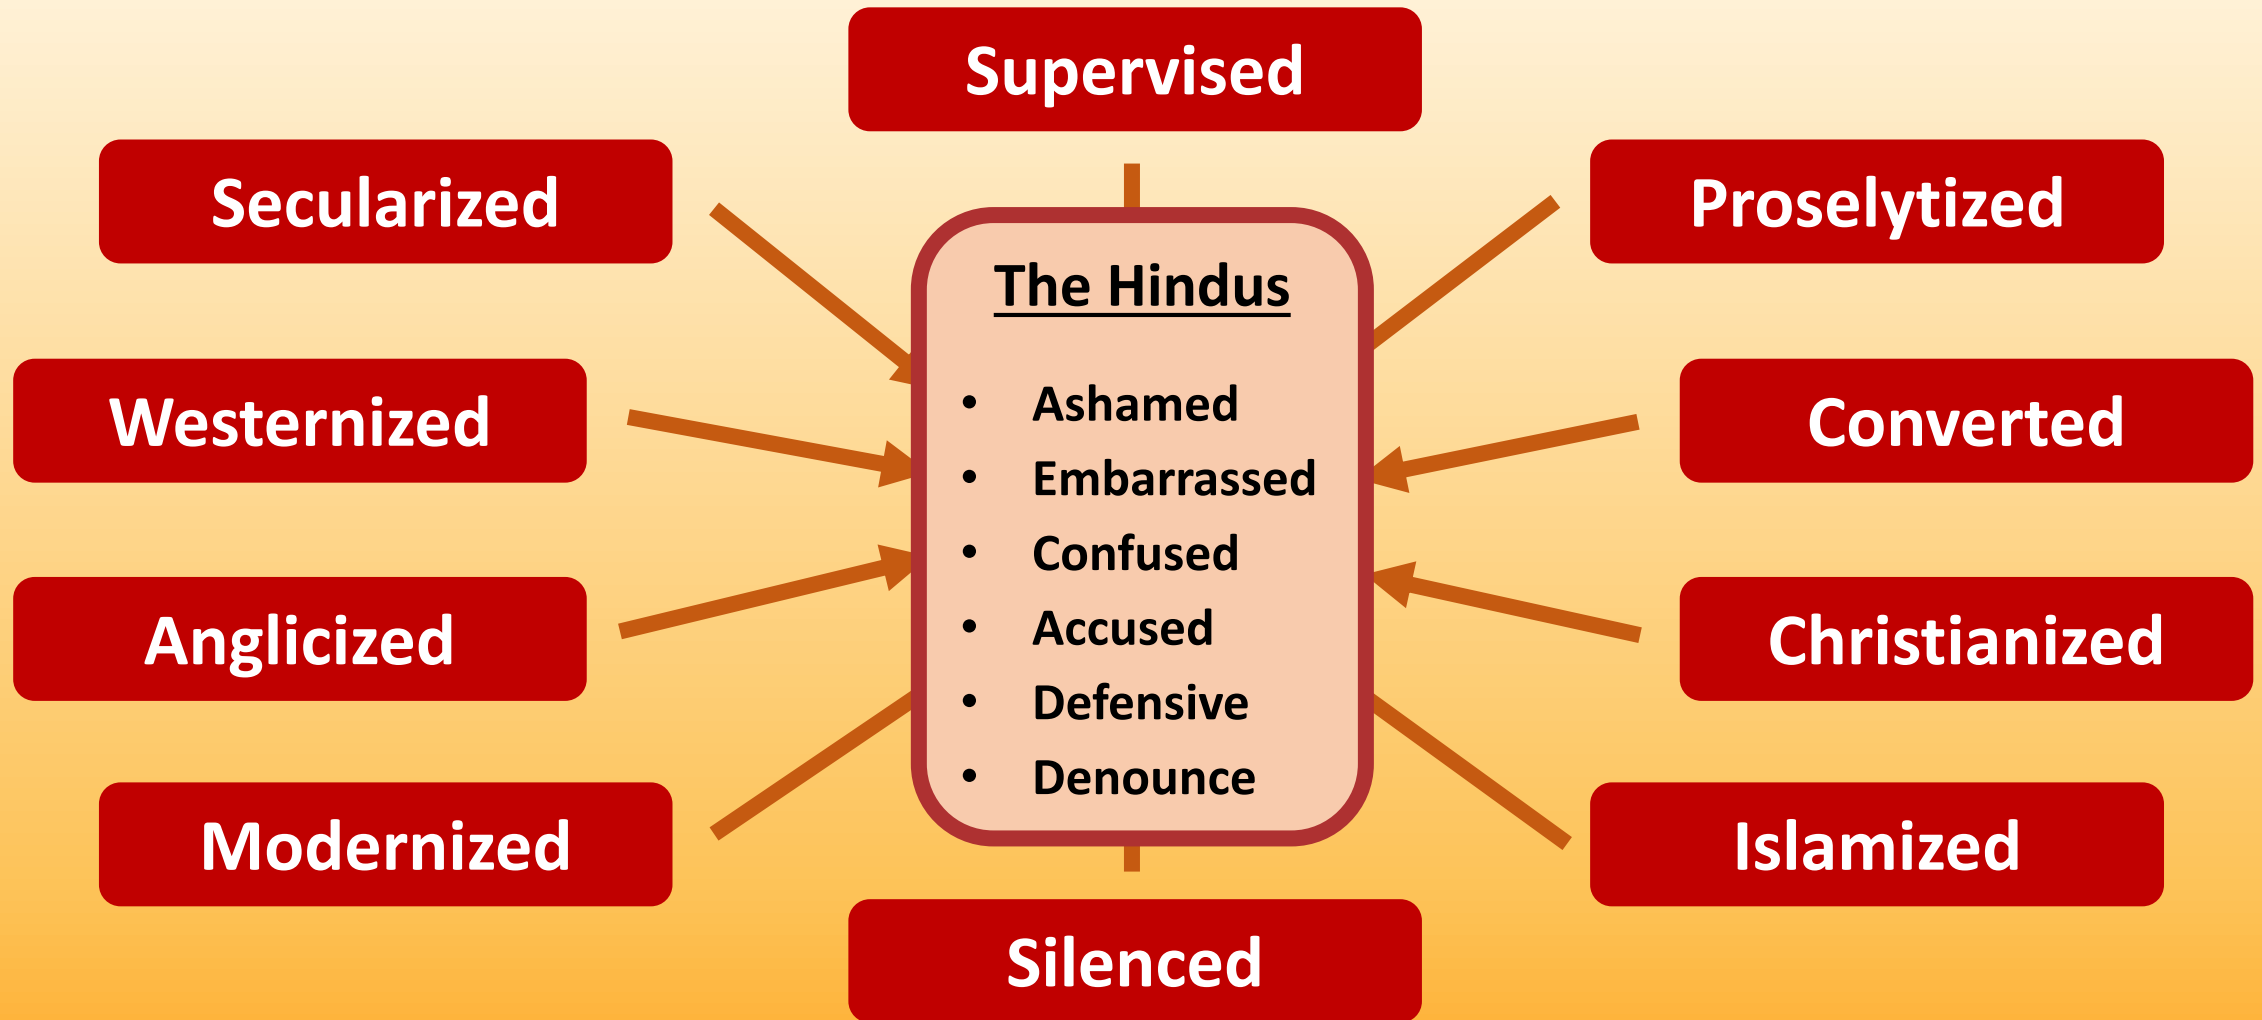 Supervised
Secularized
Proselytized
The Hindus
Westernized
Converted
• Ashamed
• Embarrassed
• Confused
• Accused
• Defensive
• Denounce
Anglicized
Christianized
Modernized
Islamized
Silenced